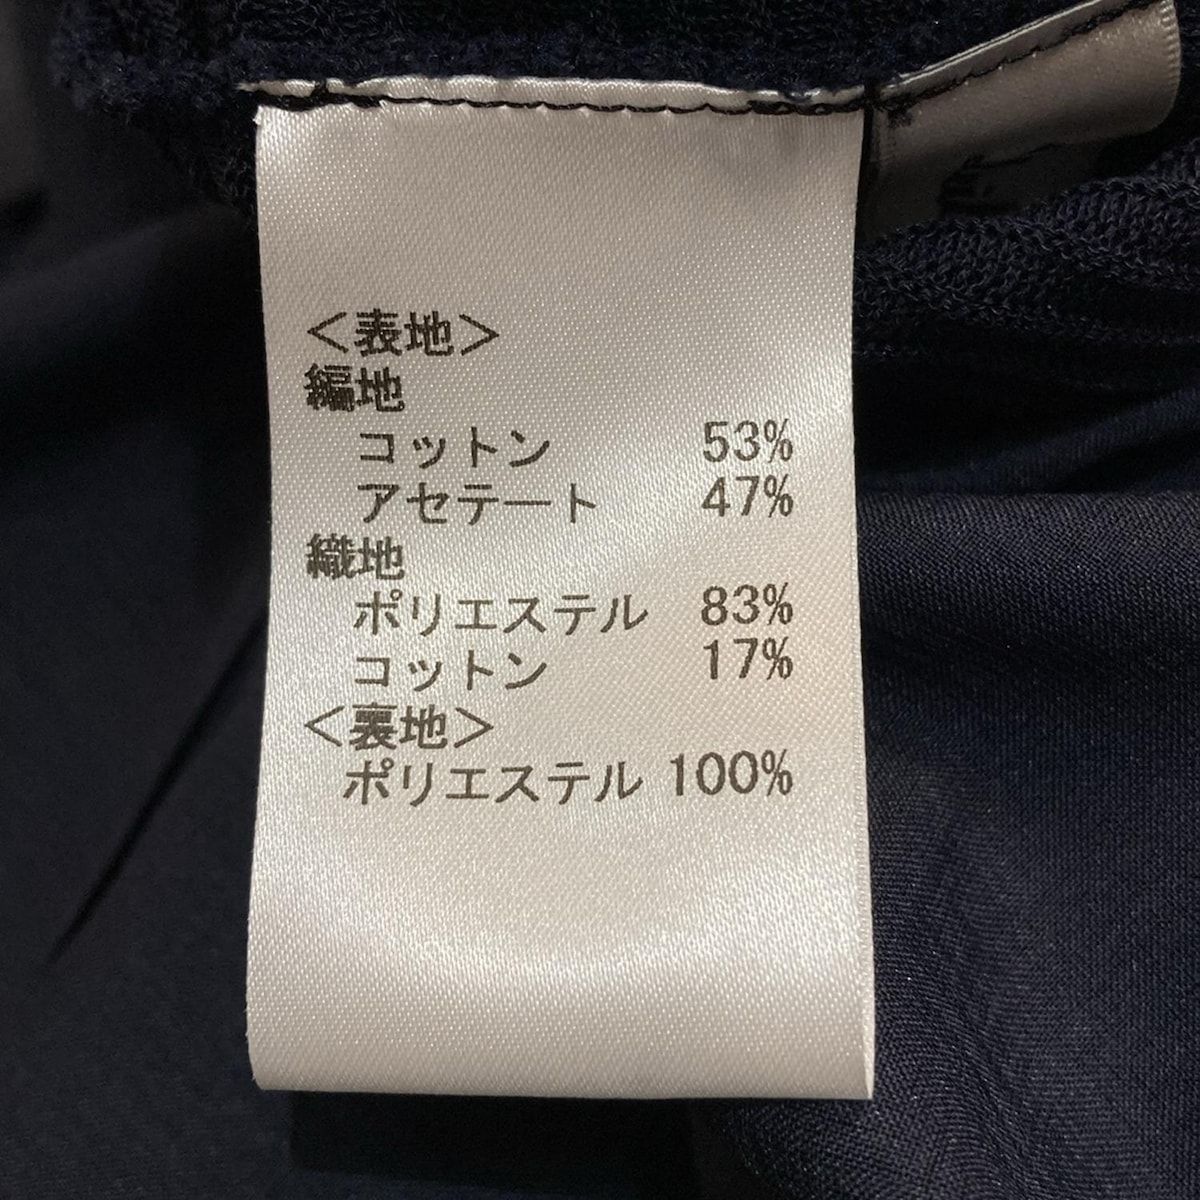 ＜表地＞
編地
コットン 53%
アセテート 47%
織地
ポリエステル 83%
コットン 17%
＜裏地＞
ポリエステル 100%